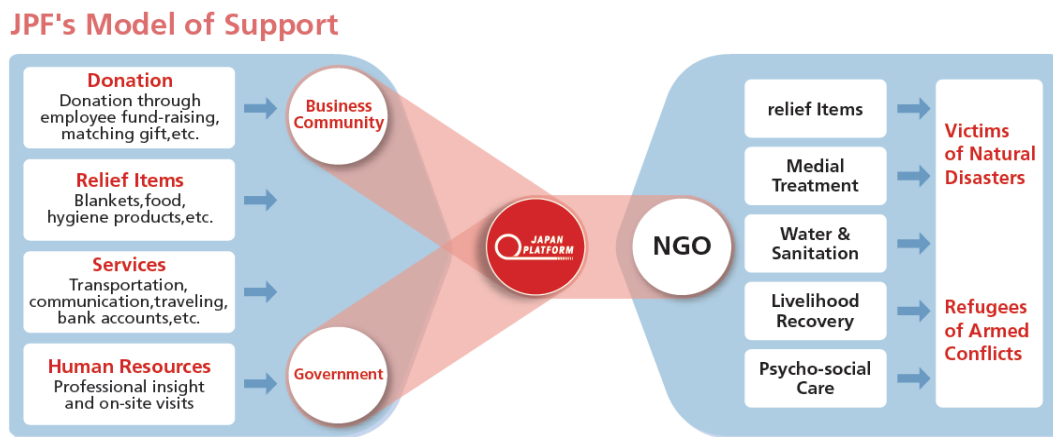 JPF's Model of Support
Donation
Donation through
employee fund-raising,
matching gift,etc.
Relief Items
Blankets,food,
hygiene products,etc.
Services
Transportation,
communication,traveling,
bank accounts,etc.
Human Resources
Professional insight
and on-site visits
Business
Community
Government
JAPAN
PLATFORM
NGO
relief Items
Medial
Treatment
Water &
Sanitation
Livelihood
Recovery
Psycho-social
Care
Victims
of Natural
Disasters
Refugees
of Armed
Conflicts